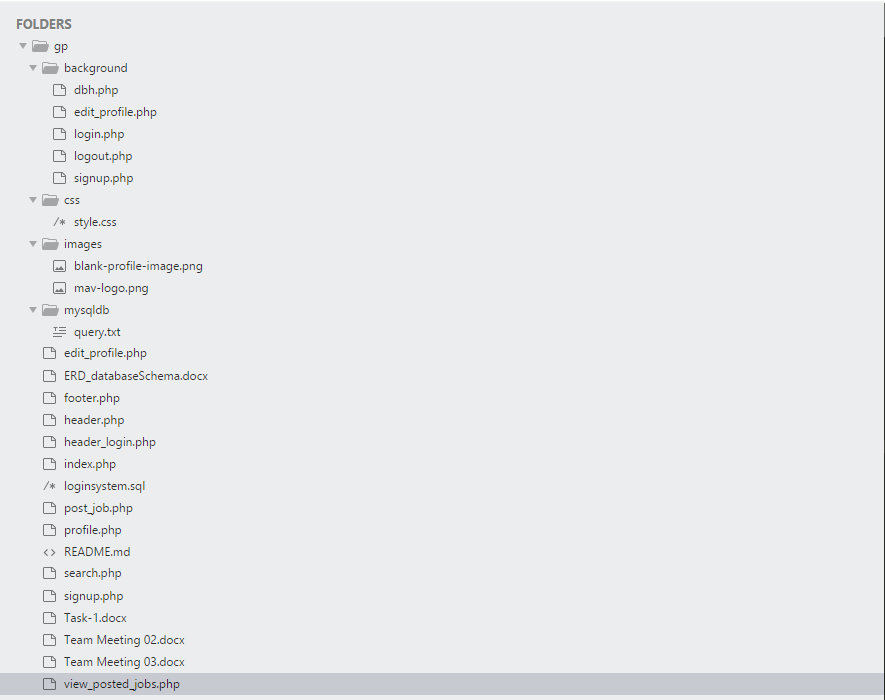 FOLDERS
gp
background
dbh.php
edit_profile.php
login.php
logout.php
signup.php
css
/* style.css
images
blank-profile-image.png
mav-logo.png
mysqldb
query.txt
edit_profile.php
ERD_databaseSchema.docx
footer.php
header.php
header_login.php
index.php
/* loginsystem.sql
post_job.php
profile.php
<> README.md
search.php
signup.php
Task-1.docx
Team Meeting 02.docx
Team Meeting 03.docx
view_posted_jobs.php